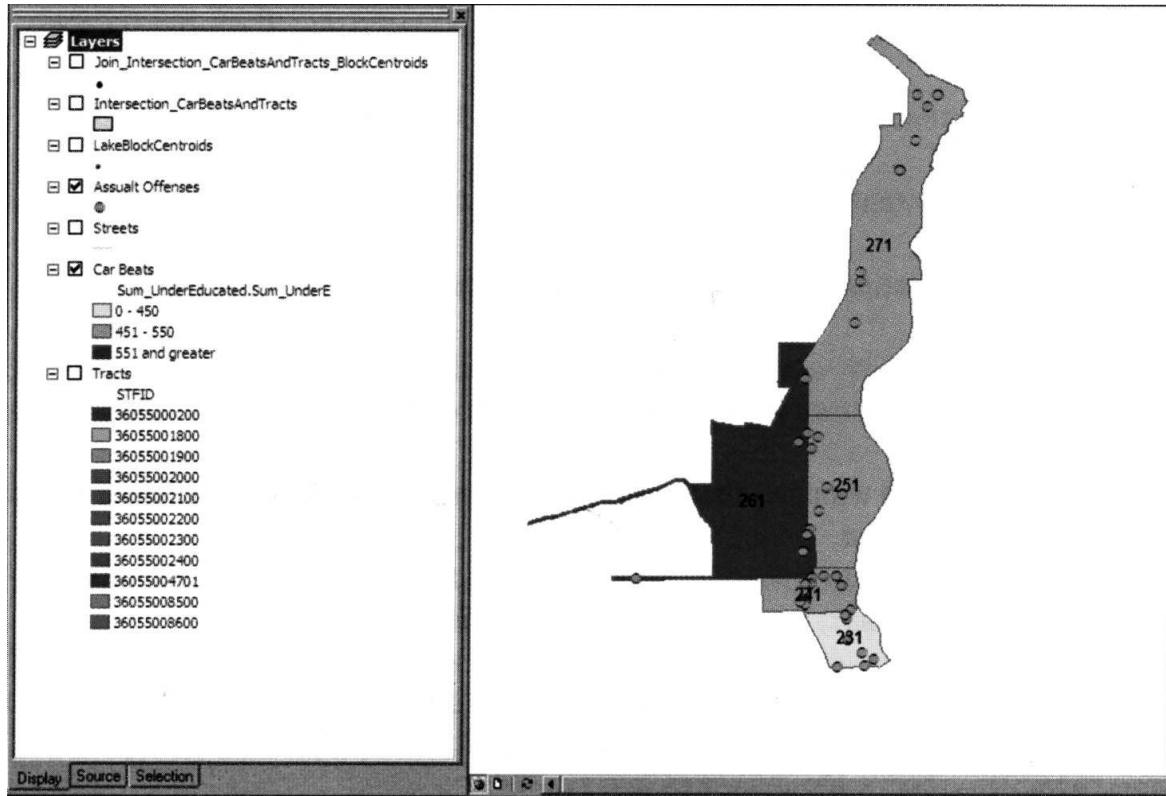 Layers
Join_Intersection_CarBeatsAndTracts_BlockCentroids
Intersection_CarBeatsAndTracts
LakeBlockCentroids
Assualt Offenses
Streets
Car Beats
Sum_UnderEducated.Sum_UnderE
0 - 450
451 - 550
551 and greater
Tracts
STFID
36055000200
36055001800
36055001900
36055002000
36055002100
36055002200
36055002300
36055002400
36055004701
36055008500
36055008600
Display Source Selection
271
261
251
231